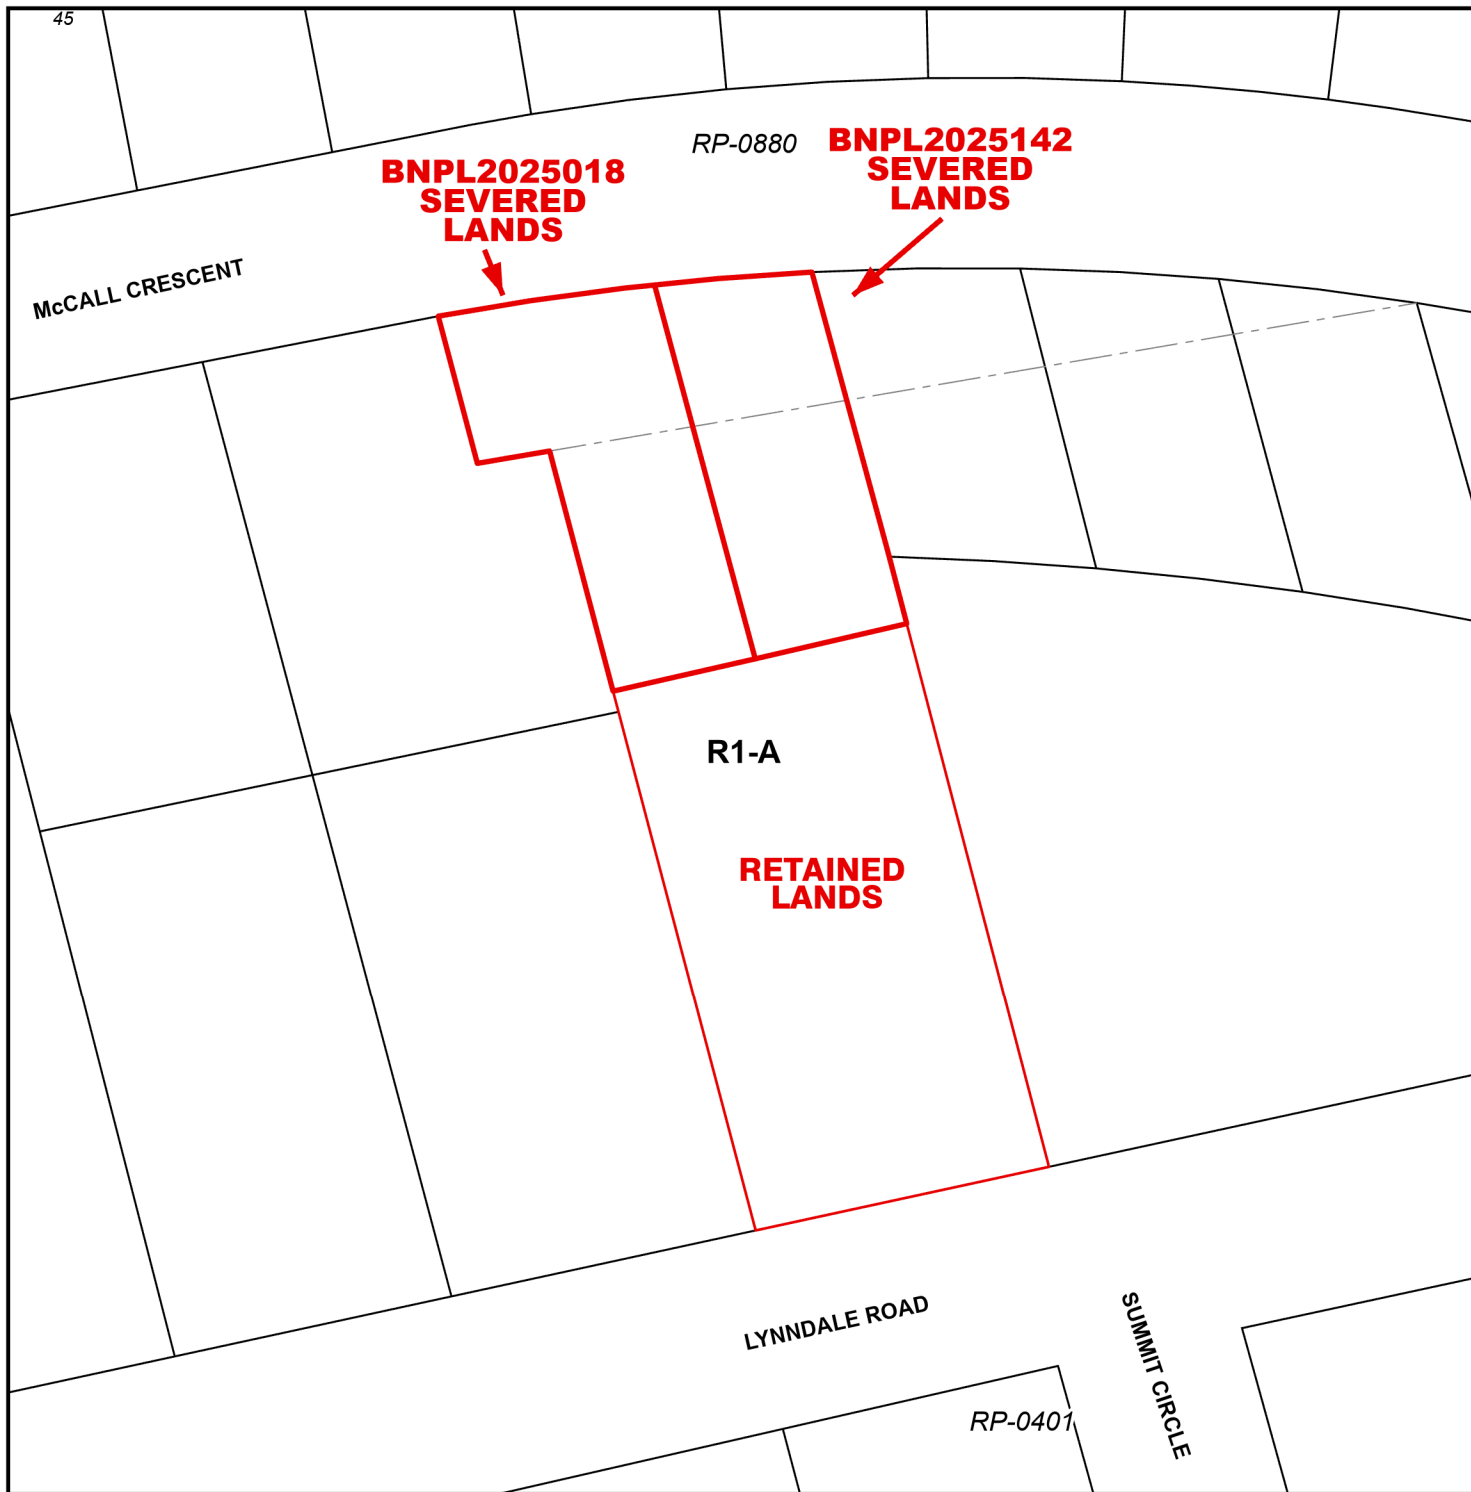 45
RP-0880
BNPL2025142
SEVERED
LANDS
BNPL2025018
SEVERED
LANDS
McCALL CRESCENT
R1-A
RETAINED
LANDS
LYNNDALE ROAD
SUMMIT CIRCLE
RP-0401